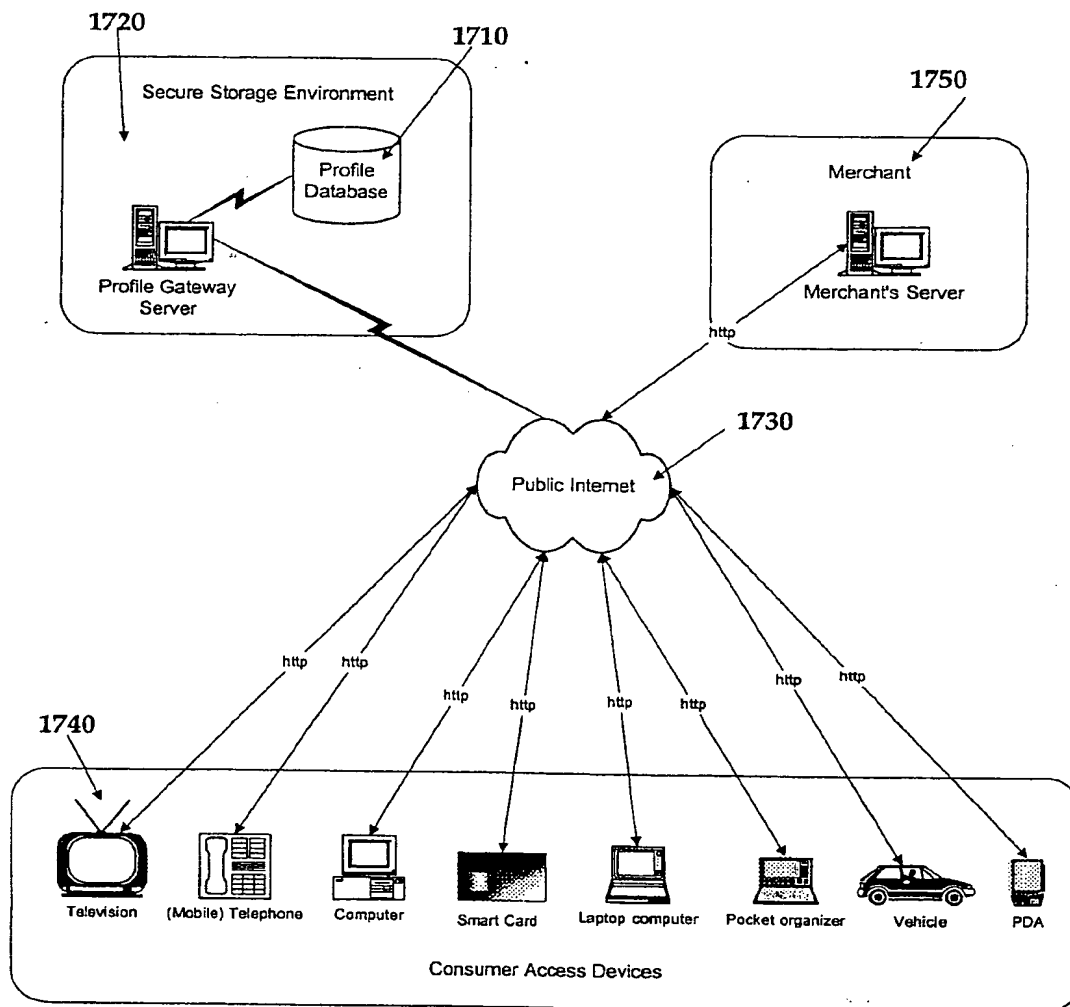 1720
1710
Secure Storage Environment
Profile
Database
Profile Gateway
Server
1750
Merchant
Merchant's Server
http
1730
Public Internet
http
http
http
http
http
http
http
http
1740
Television
(Mobile) Telephone
Computer
Smart Card
Laptop computer
Pocket organizer
Vehicle
PDA
Consumer Access Devices